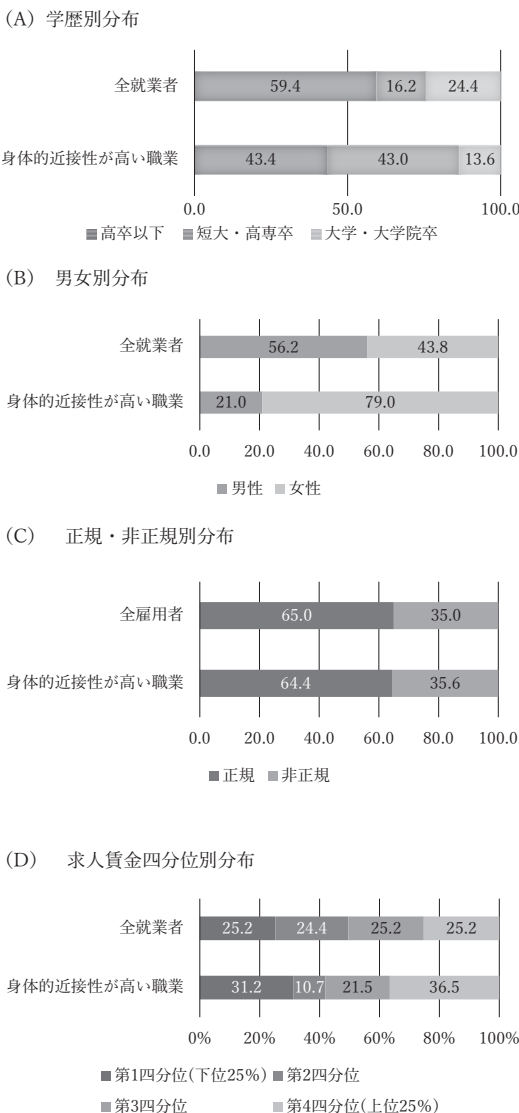 (A) 学歴別分布
全就業者 59.4 16.2 24.4
身体的近接性が高い職業 43.4 43.0 13.6
0.0 50.0 100.0
高卒以下 短大・高専卒 大学・大学院卒
(B) 男女別分布
全就業者 56.2 43.8
身体的近接性が高い職業 21.0 79.0
0.0 20.0 40.0 60.0 80.0 100.0
男性 女性
(C) 正規・非正規別分布
全雇用者 65.0 35.0
身体的近接性が高い職業 64.4 35.6
0.0 20.0 40.0 60.0 80.0 100.0
正規 非正規
(D) 求人賃金四分位別分布
全就業者 25.2 24.4 25.2 25.2
身体的近接性が高い職業 31.2 10.7 21.5 36.5
0% 20% 40% 60% 80% 100%
第1四分位(下位25%) 第2四分位
第3四分位 第4四分位(上位25%)